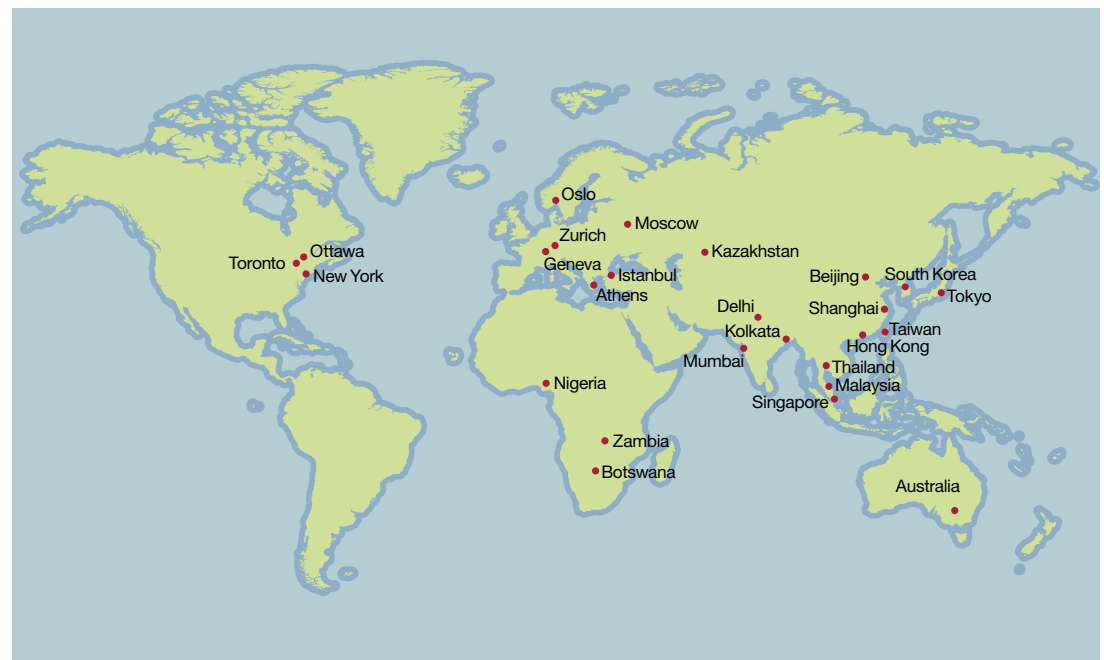 Oslo
Moscow
Zurich
Ottawa
Kazakhstan
Toronto
Geneva
New York
Istanbul
Beijing
South Korea
Athens
Tokyo
Delhi
Shanghai
Kolkata
Taiwan
Hong Kong
Mumbai
Thailand
Nigeria
Malaysia
Singapore
Zambia
Botswana
Australia